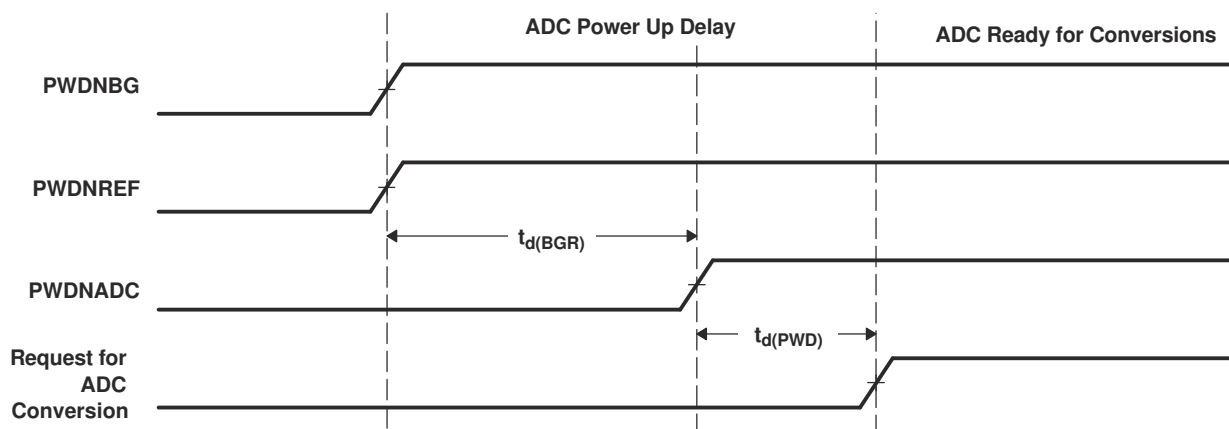 ADC Power Up Delay
ADC Ready for Conversions
PWDNBG
PWDNREF
td(BGR)
PWDNADC
td(PWD)
Request for
ADC
Conversion